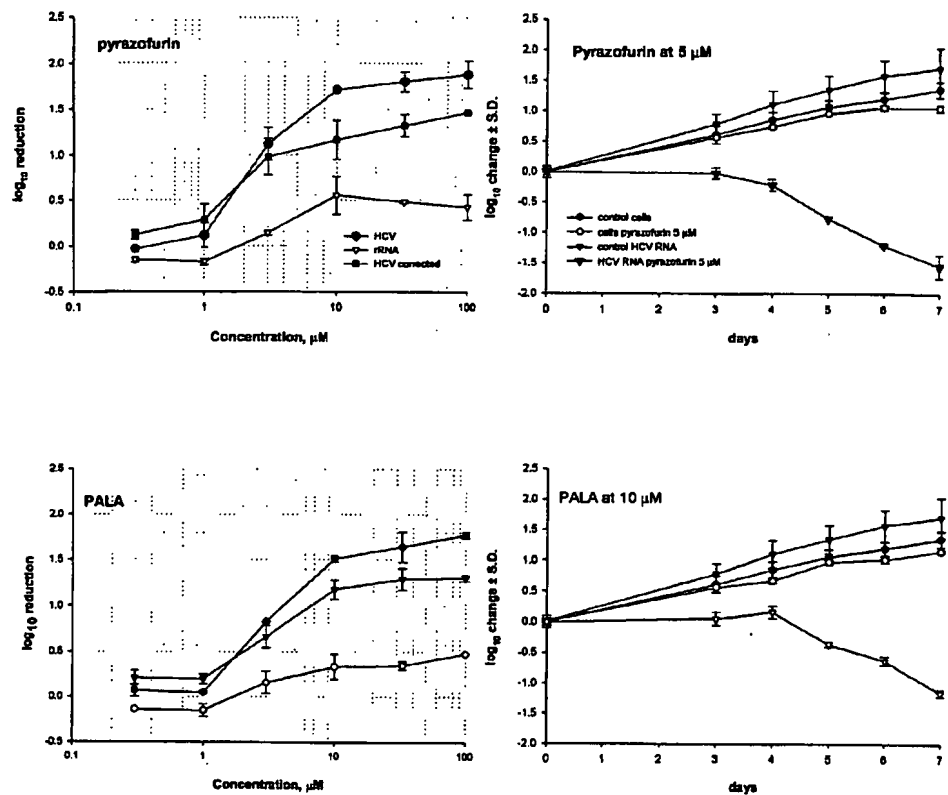 pyrazofurin
2.5
2.0
1.5
1.0
0.5
0.0
-0.5
log10 reduction
HCV
rRNA
HCV corrected
0.1 1 10 100
Concentration, μM
Pyrazofurin at 5 μM
2.5
2.0
1.5
1.0
0.5
0.0
-0.5
-1.0
-1.5
-2.0
log10 change ± S.D.
control cells
cells pyrazofurin 5 μM
control HCV RNA
HCV RNA pyrazofurin 5 μM
0 1 2 3 4 5 6 7
days
PALA
2.5
2.0
1.5
1.0
0.5
0.0
-0.5
log10 reduction
0.1 1 10 100
Concentration, μM
PALA at 10 μM
2.5
2.0
1.5
1.0
0.5
0.0
-0.5
-1.0
-1.5
-2.0
log10 change ± S.D.
0 1 2 3 4 5 6 7
days